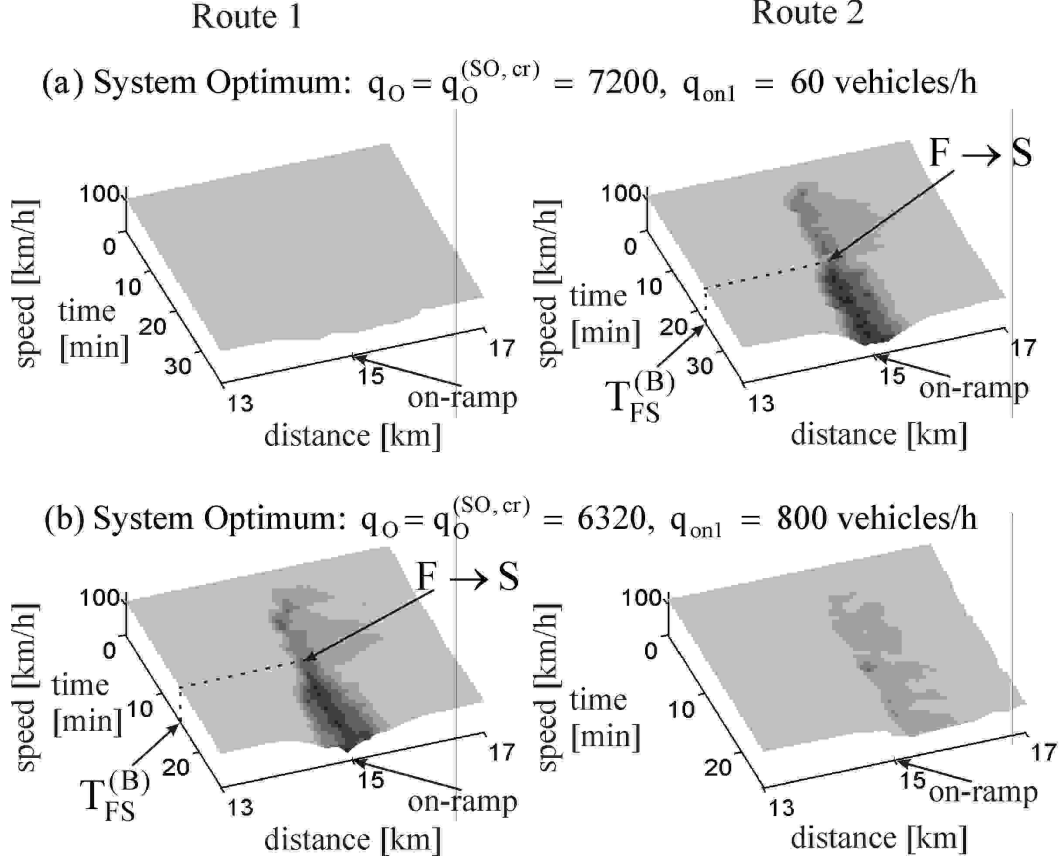 Route 1
Route 2
(a) System Optimum: q_O = q_O^(SO, cr) = 7200, q_on1 = 60 vehicles/h
F → S
100
0
10
20
30
speed [km/h]
time
[min]
13
15
17
on-ramp
distance [km]
100
0
10
20
30
speed [km/h]
time
[min]
T_FS^(B)
13
15
17
on-ramp
distance [km]
(b) System Optimum: q_O = q_O^(SO, cr) = 6320, q_on1 = 800 vehicles/h
F → S
100
0
10
20
speed [km/h]
time
[min]
T_FS^(B)
13
15
17
on-ramp
distance [km]
100
0
10
20
speed [km/h]
time
[min]
13
15
17
on-ramp
distance [km]